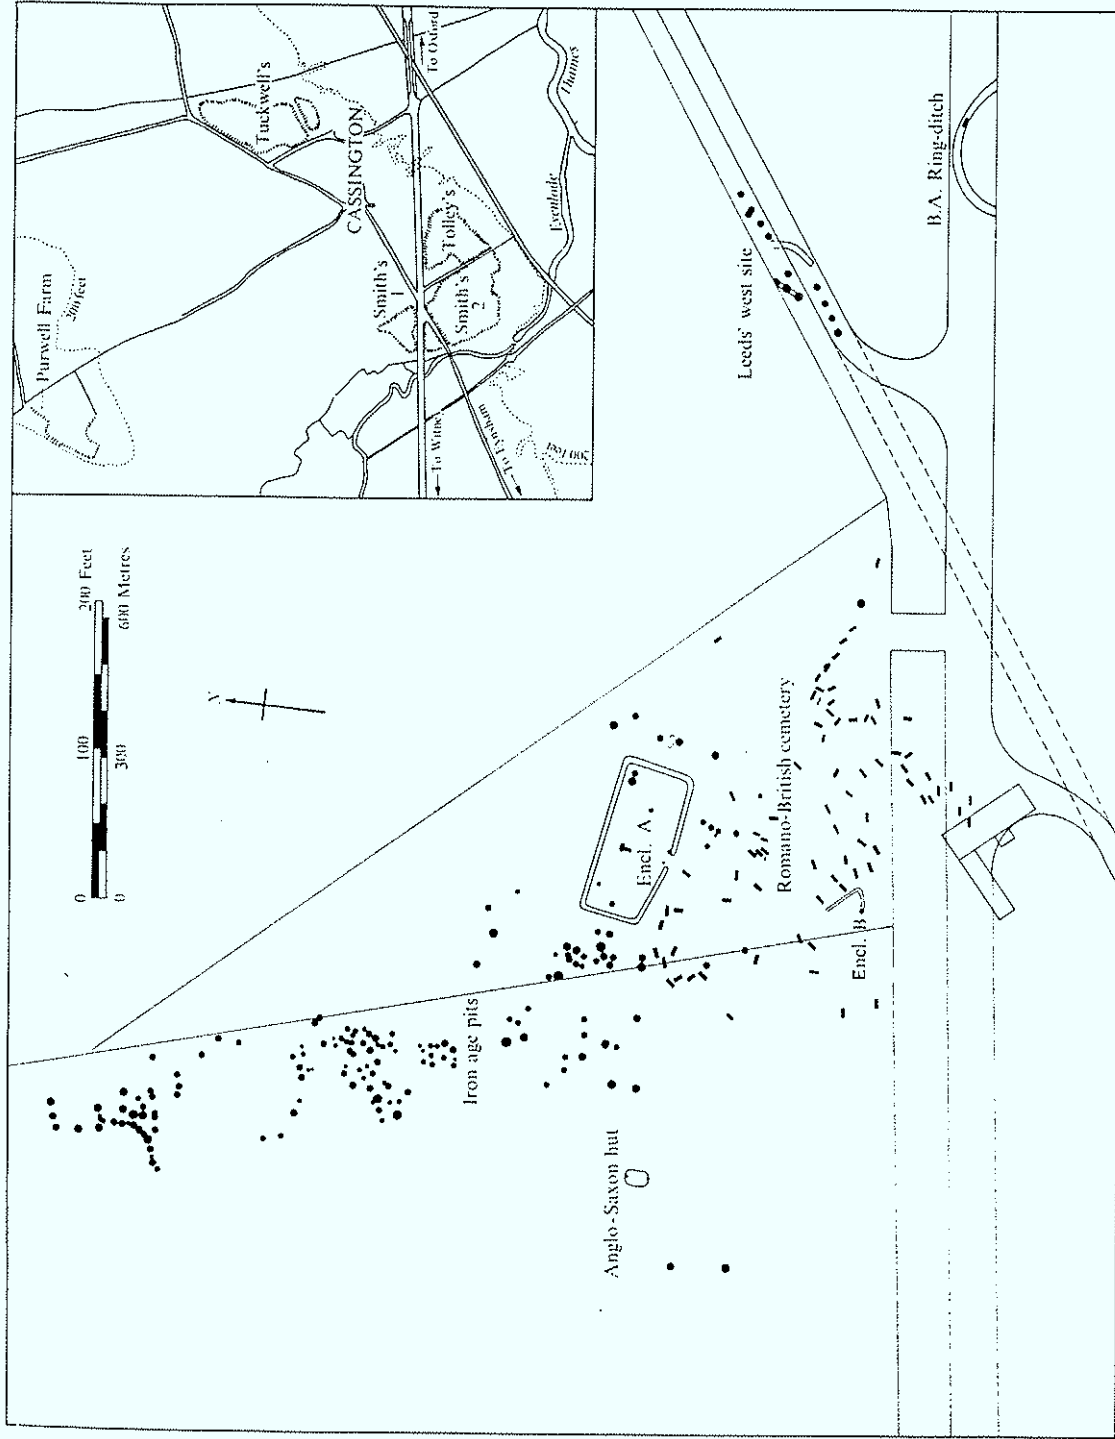 Purwell Farm
200 feet
Tuckwell's
CASSINGTON
To Oxford
Smith's
1
Tolley's
Smith's
2
Thames
Evenlode
To Witney
To Eynsham
200 feet
0 100 200 Feet
0 300 600 Metres
N
Iron age pits
Anglo-Saxon hut
Encl. A.
Encl. B
Romano-British cemetery
Leeds' west site
B.A. Ring-ditch